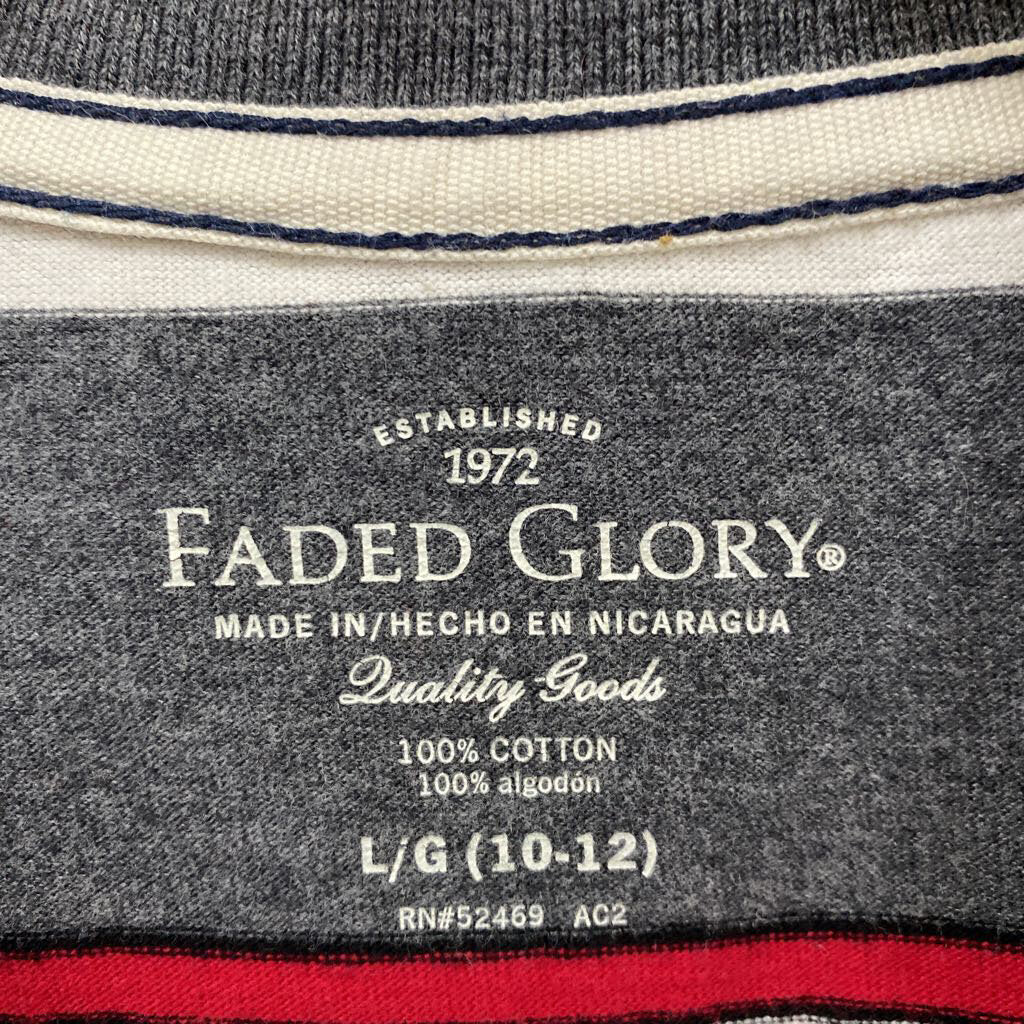 ESTABLISHED
1972
FADED GLORY®
MADE IN/HECHO EN NICARAGUA
Quality Goods
100% COTTON
100% algodón
L/G (10-12)
RN#52469 AC2